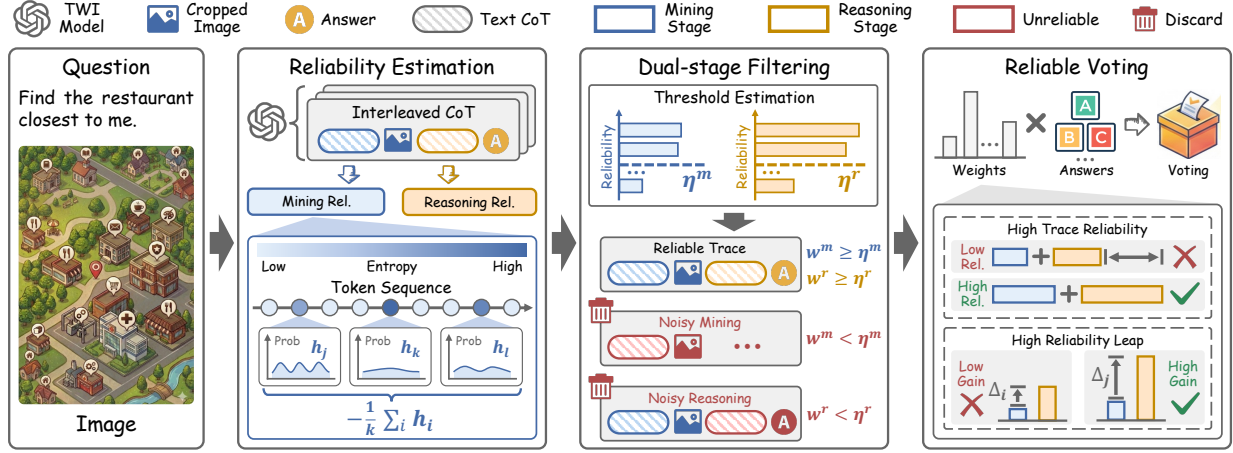 TWI
Model
Cropped
Image
A
Answer
Text CoT
Mining
Stage
Reasoning
Stage
Unreliable
Discard
Question
Find the restaurant
closest to me.
Image
Reliability Estimation
Interleaved CoT
A
Mining Rel.
Reasoning Rel.
Low
Entropy
High
Token Sequence
Prob
h_j
Prob
h_k
Prob
h_l
-1/k ∑_i h_i
Dual-stage Filtering
Threshold Estimation
Reliability
...
η^m
Reliability
...
η^r
Reliable Trace
A
w^m ≥ η^m
w^r ≥ η^r
Noisy Mining
...
w^m < η^m
Noisy Reasoning
A
w^r < η^r
Reliable Voting
...
Weights
A
B
C
...
Answers
Voting
High Trace Reliability
Low
Rel.
+
High
Rel.
+
High Reliability Leap
Low
Gain
Δ_i
Δ_j
High
Gain